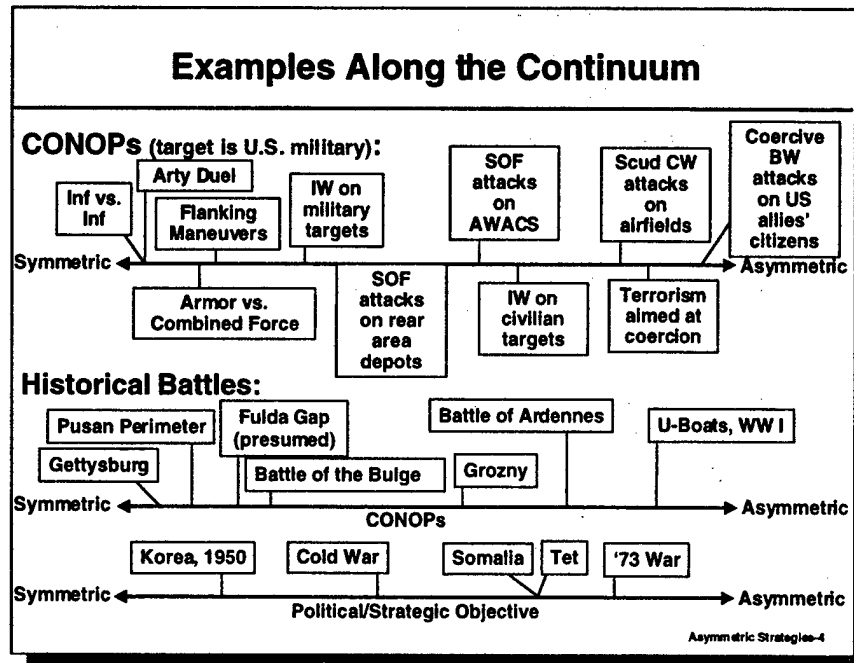 Examples Along the Continuum
CONOPs (target is U.S. military):
Arty Duel
Inf vs.
Inf
Flanking
Maneuvers
IW on
military
targets
SOF
attacks
on
AWACS
Scud CW
attacks
on
airfields
Coercive
BW
attacks
on US
allies'
citizens
Symmetric
Asymmetric
Armor vs.
Combined Force
SOF
attacks
on rear
area
depots
IW on
civilian
targets
Terrorism
aimed at
coercion
Historical Battles:
Pusan Perimeter
Fulda Gap
(presumed)
Battle of Ardennes
U-Boats, WW I
Gettysburg
Battle of the Bulge
Grozny
Symmetric
Asymmetric
CONOPs
Korea, 1950
Cold War
Somalia
Tet
'73 War
Symmetric
Asymmetric
Political/Strategic Objective
Asymmetric Strategies-4